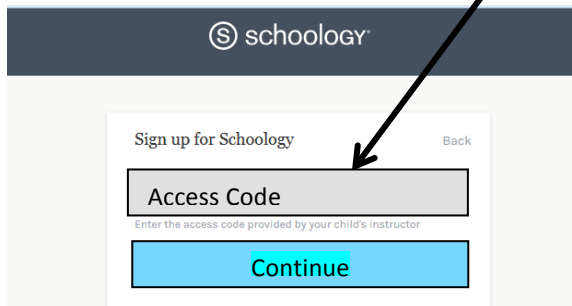 S schoology
Sign up for Schoology Back
Access Code
Enter the access code provided by your child's instructor
Continue